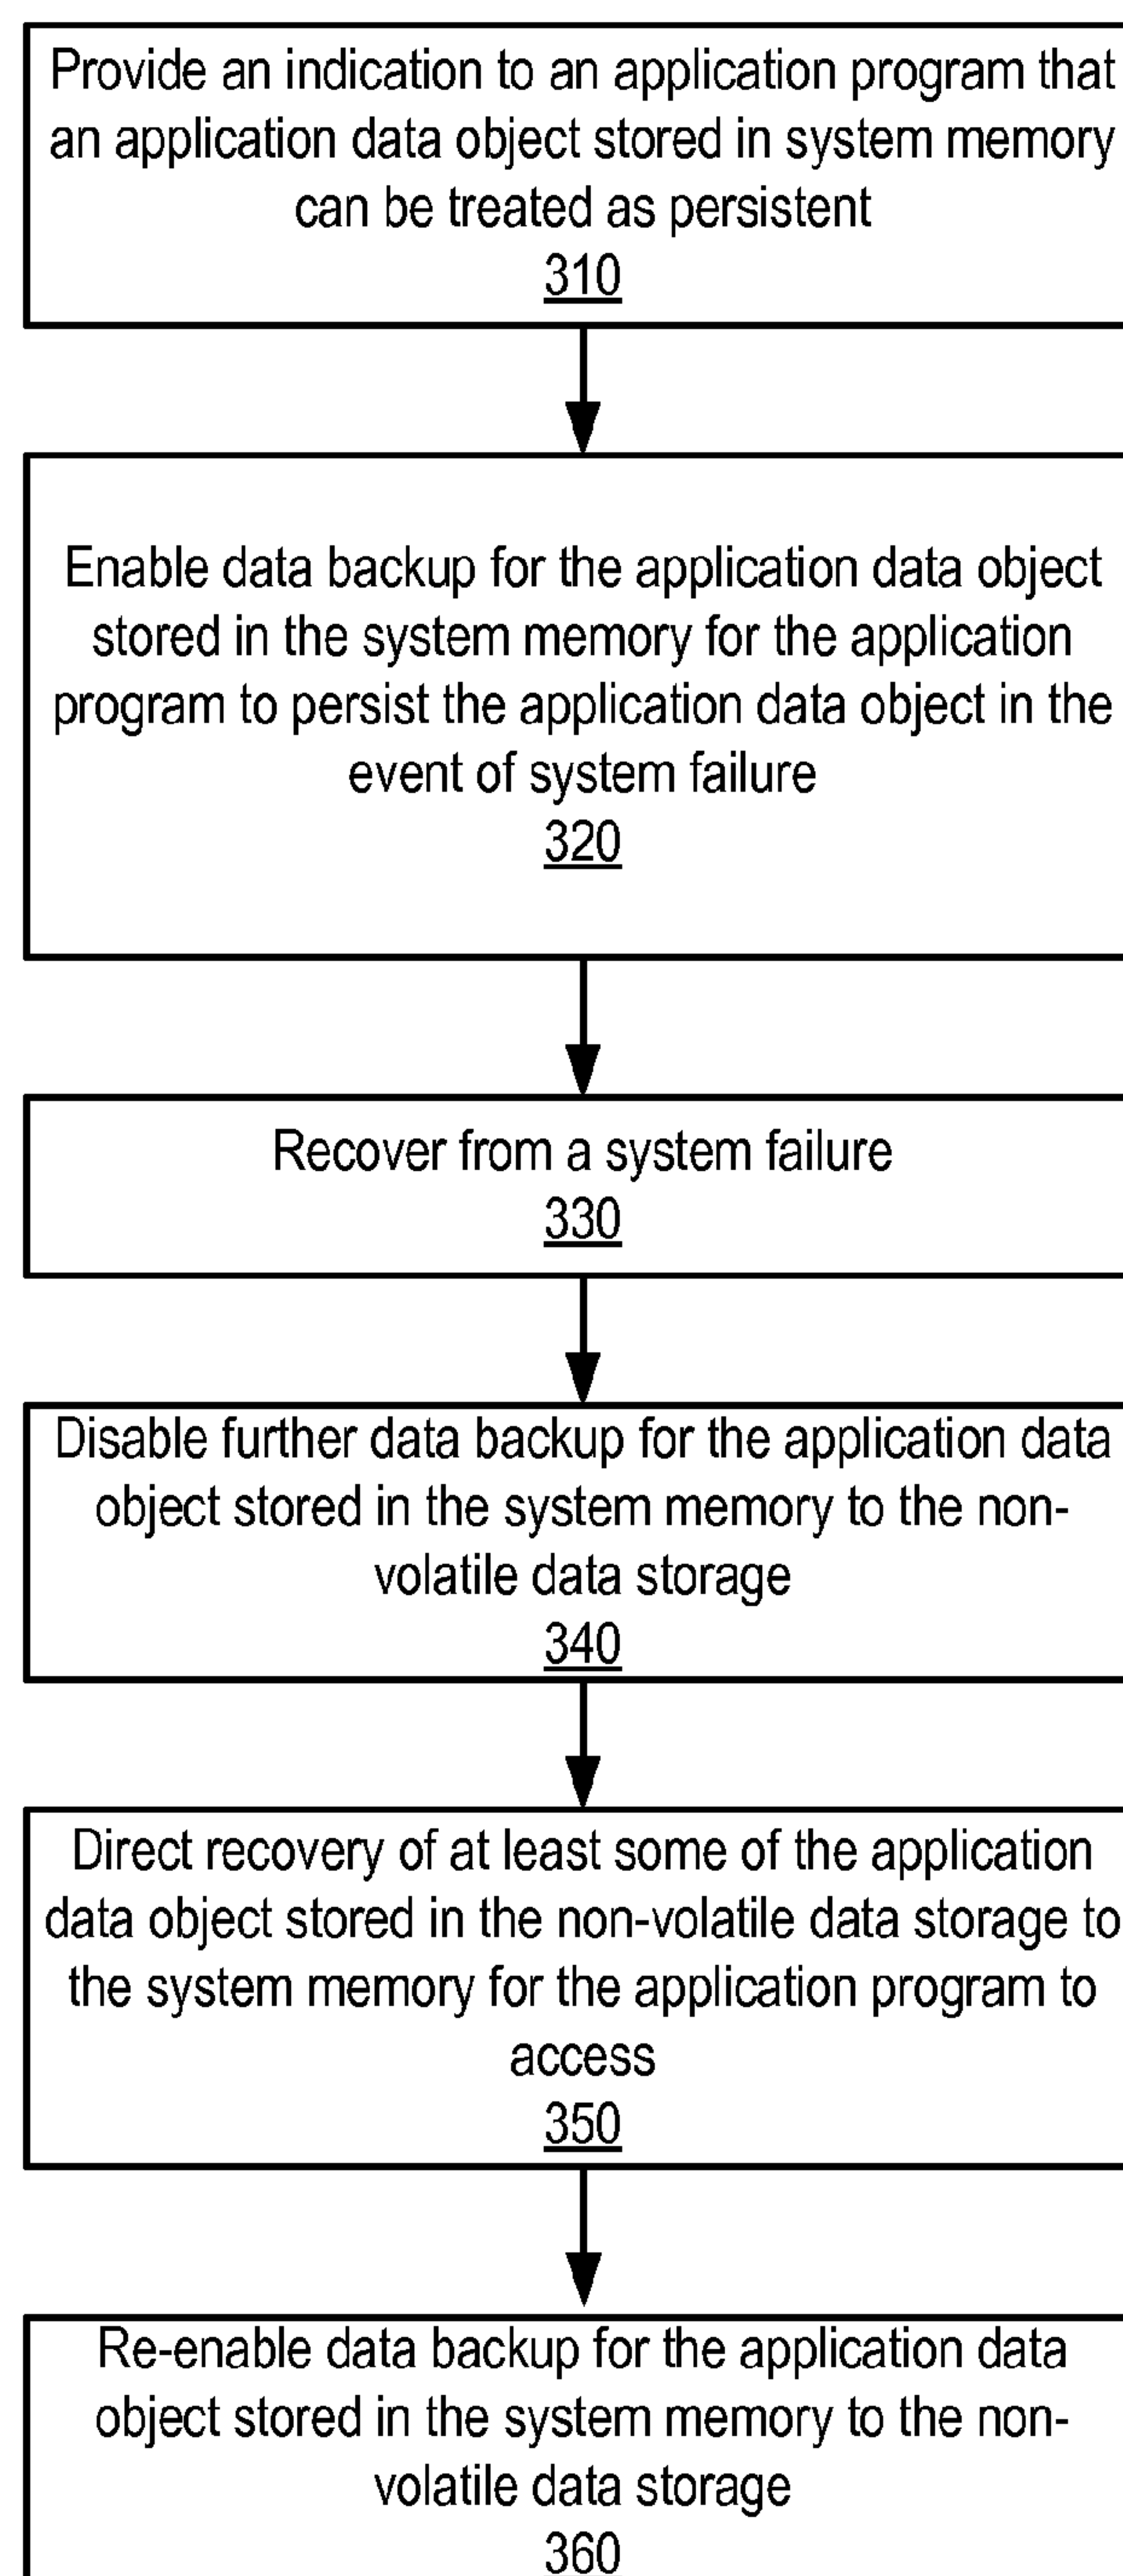 Provide an indication to an application program that
an application data object stored in system memory
can be treated as persistent
310
Enable data backup for the application data object
stored in the system memory for the application
program to persist the application data object in the
event of system failure
320
Recover from a system failure
330
Disable further data backup for the application data
object stored in the system memory to the non-
volatile data storage
340
Direct recovery of at least some of the application
data object stored in the non-volatile data storage to
the system memory for the application program to
access
350
Re-enable data backup for the application data
object stored in the system memory to the non-
volatile data storage
360